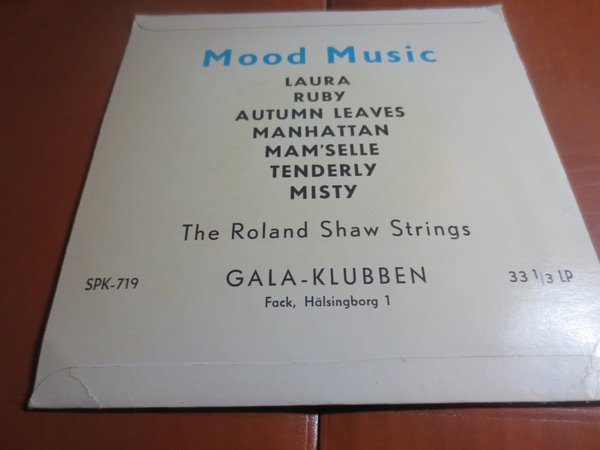 Mood Music
LAURA
RUBY
AUTUMN LEAVES
MANHATTAN
MAM'SELLE
TENDERLY
MISTY
The Roland Shaw Strings
SPK-719 GALA-KLUBBEN 33 1/3 LP
Fack, Hälsingborg 1